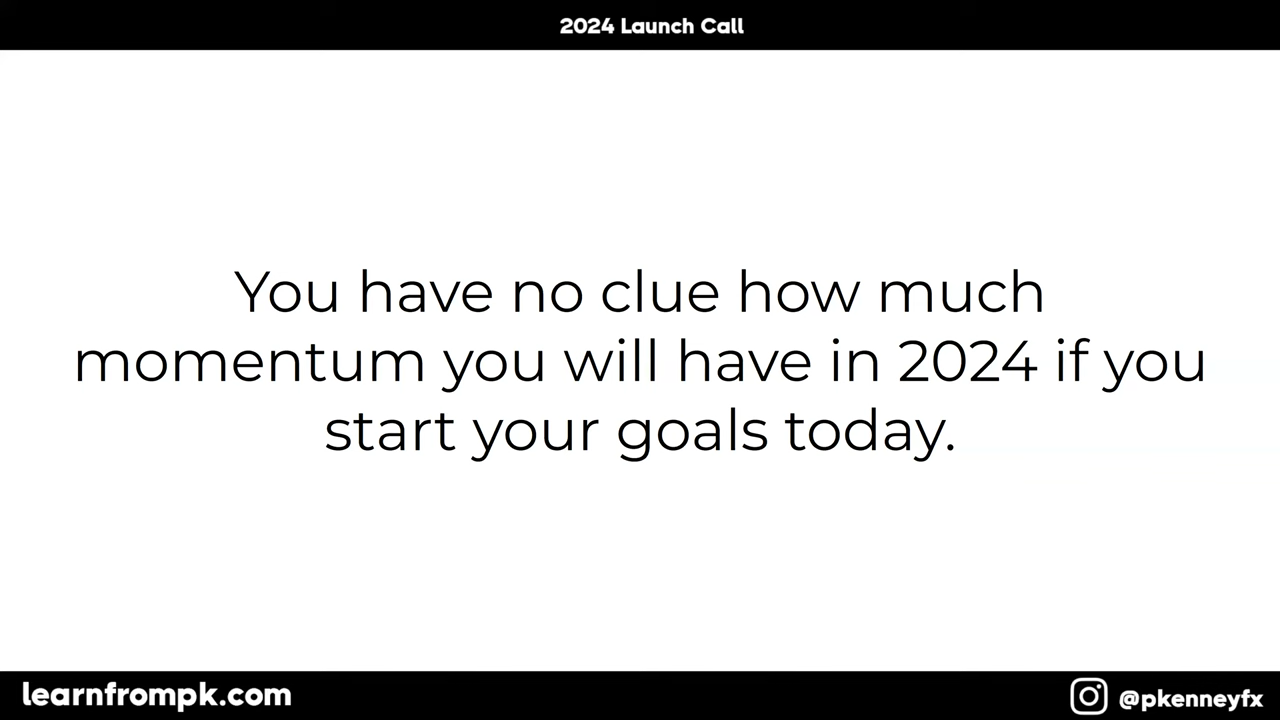 2024 Launch Call
You have no clue how much
momentum you will have in 2024 if you
start your goals today.
learnfrompk.com
@pkenneyfx